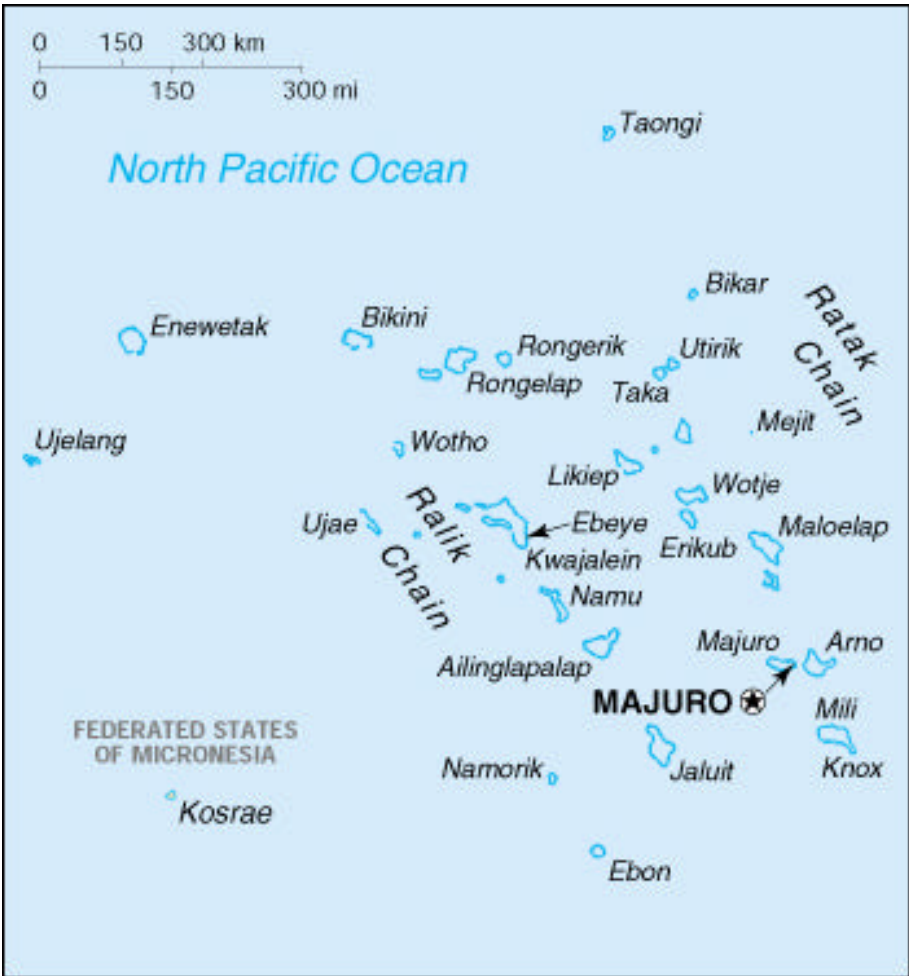 0 150 300 km
0 150 300 mi
Taongi
North Pacific Ocean
Bikar
Ratak
Chain
Enewetak
Bikini
Rongerik
Utirik
Rongelap
Taka
Mejit
Ujelang
Wotho
Likiep
Wotje
Ralik
Chain
Ujae
Ebeye
Erikub
Maloelap
Kwajalein
Namu
Majuro
Arno
Ailinglapalap
MAJURO
Mili
FEDERATED STATES
OF MICRONESIA
Namorik
Jaluit
Knox
Kosrae
Ebon